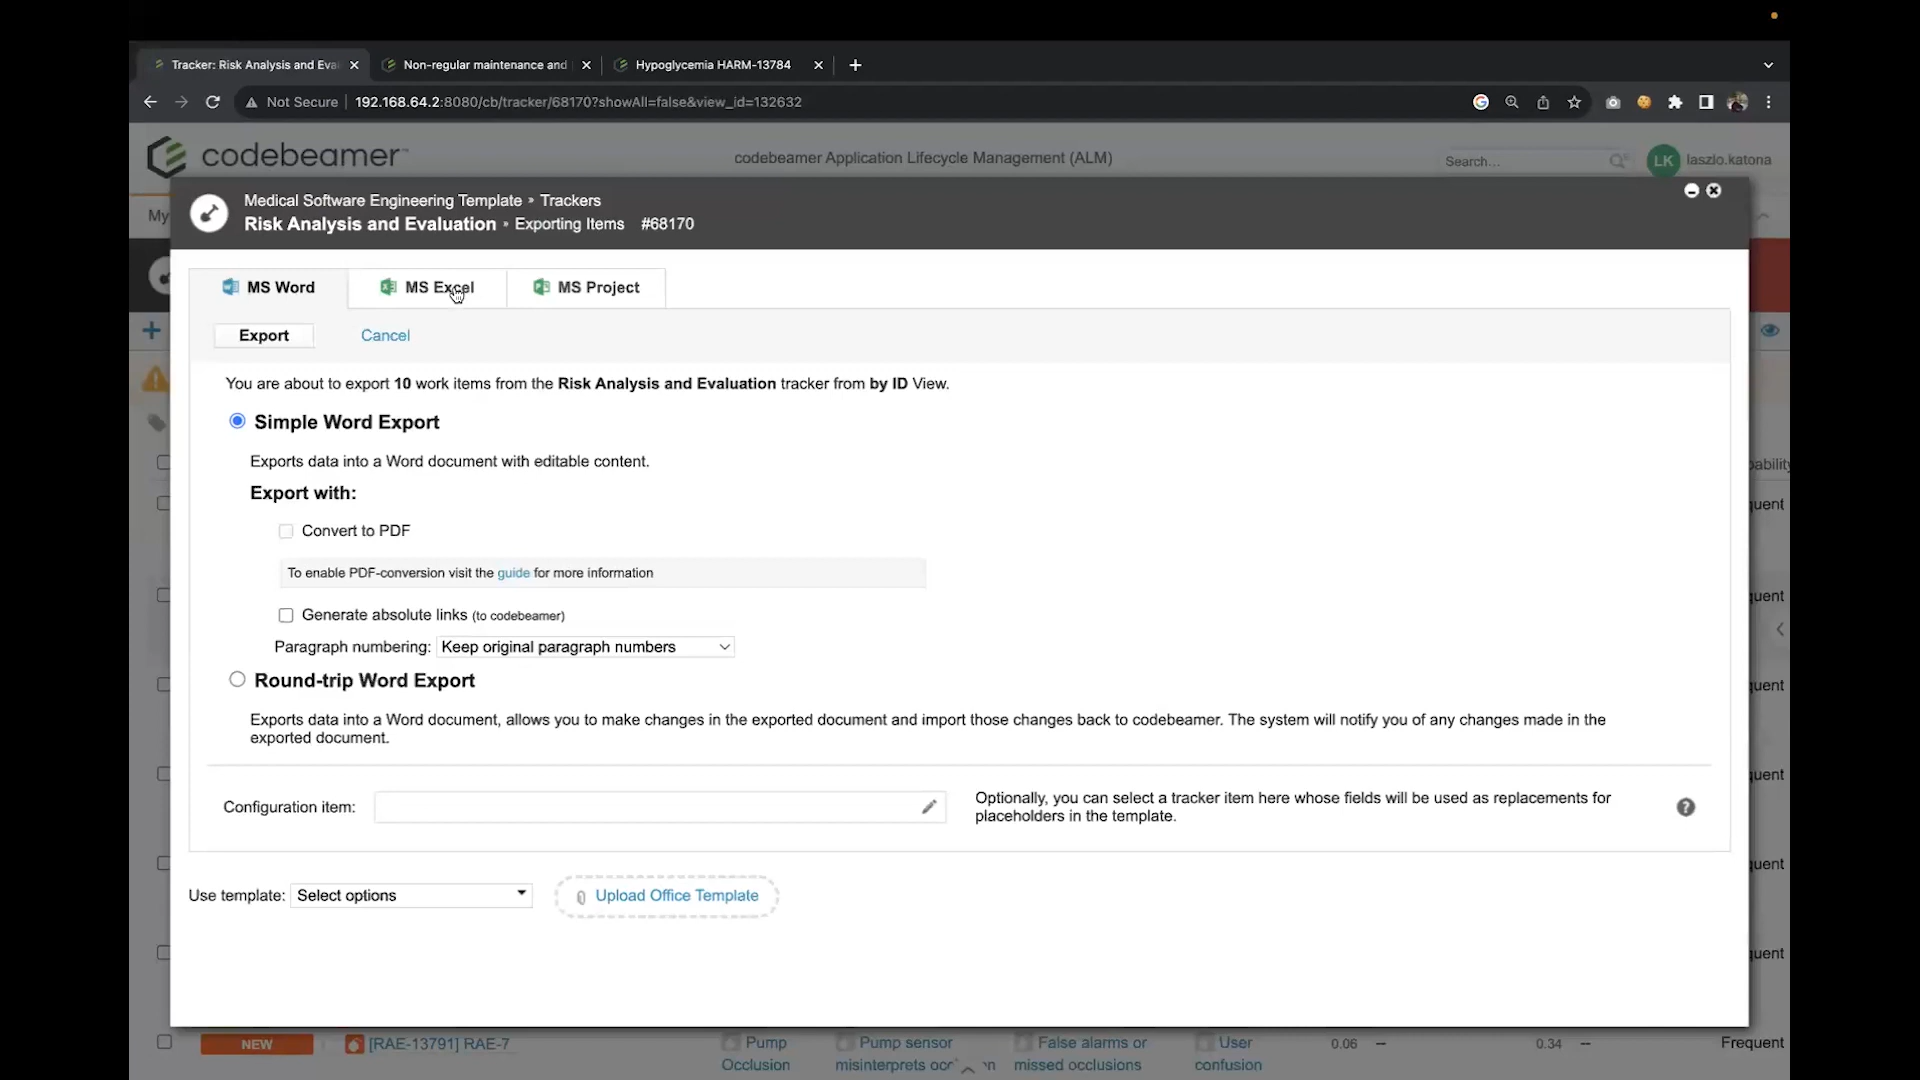 Tracker: Risk Analysis and Eval
Non-regular maintenance and
Hypoglycemia HARM-13784
Not Secure
192.168.64.2:8080/cb/tracker/68170?showAll=false&view_id=132632
codebeamer
codebeamer Application Lifecycle Management (ALM)
Search...
LK
laszlo.katona
My
Medical Software Engineering Template
Trackers
Risk Analysis and Evaluation
Exporting Items
#68170
MS Word
MS Excel
MS Project
Export
Cancel
You are about to export 10 work items from the Risk Analysis and Evaluation tracker from by ID View.
Simple Word Export
Exports data into a Word document with editable content.
Export with:
Convert to PDF
To enable PDF-conversion visit the guide for more information
Generate absolute links (to codebeamer)
Paragraph numbering: Keep original paragraph numbers
Round-trip Word Export
Exports data into a Word document, allows you to make changes in the exported document and import those changes back to codebeamer. The system will notify you of any changes made in the
exported document.
Configuration item:
Optionally, you can select a tracker item here whose fields will be used as replacements for
placeholders in the template.
Use template: Select options
Upload Office Template
bability
quent
quent
quent
quent
quent
quent
NEW
[RAE-13791] RAE-7
Pump
Occlusion
Pump sensor
misinterprets
False alarms or
missed occlusions
User
confusion
0.06 --
0.34 --
Frequent